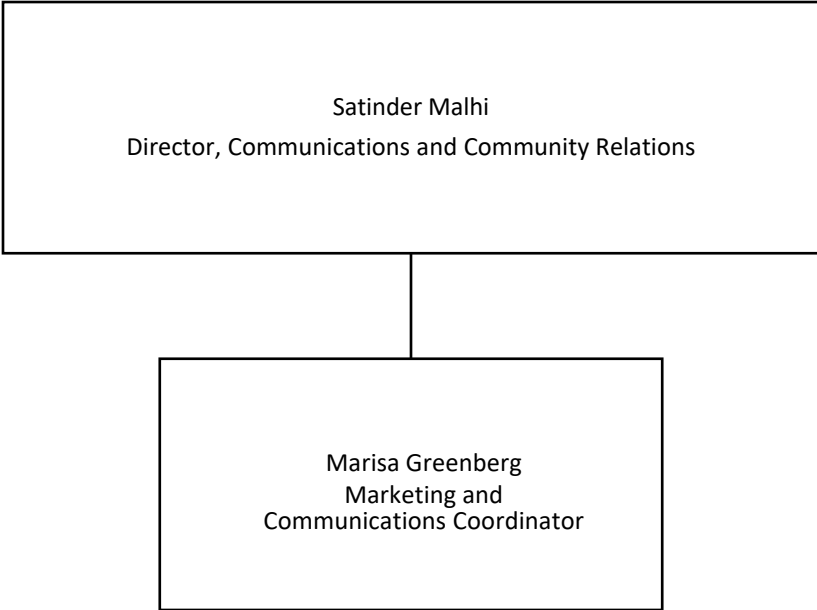 Satinder Malhi
Director, Communications and Community Relations
Marisa Greenberg
Marketing and
Communications Coordinator